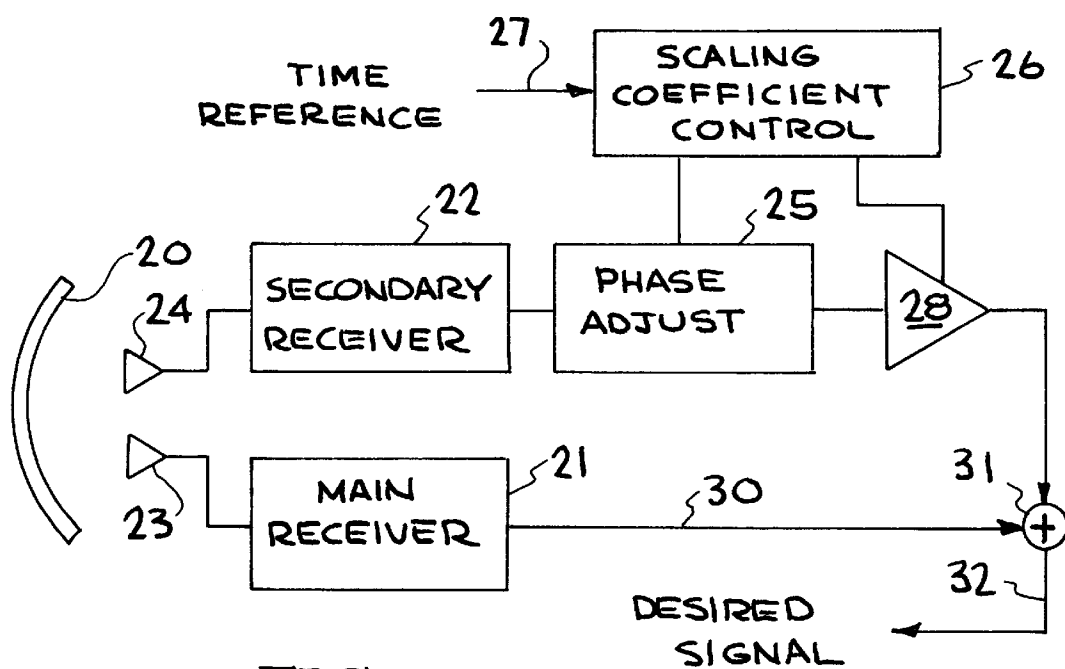 27
TIME
REFERENCE
SCALING
COEFFICIENT
CONTROL
26
22
25
20
24
SECONDARY
RECEIVER
PHASE
ADJUST
28
23
MAIN
RECEIVER
21
30
31
+
32
DESIRED
SIGNAL